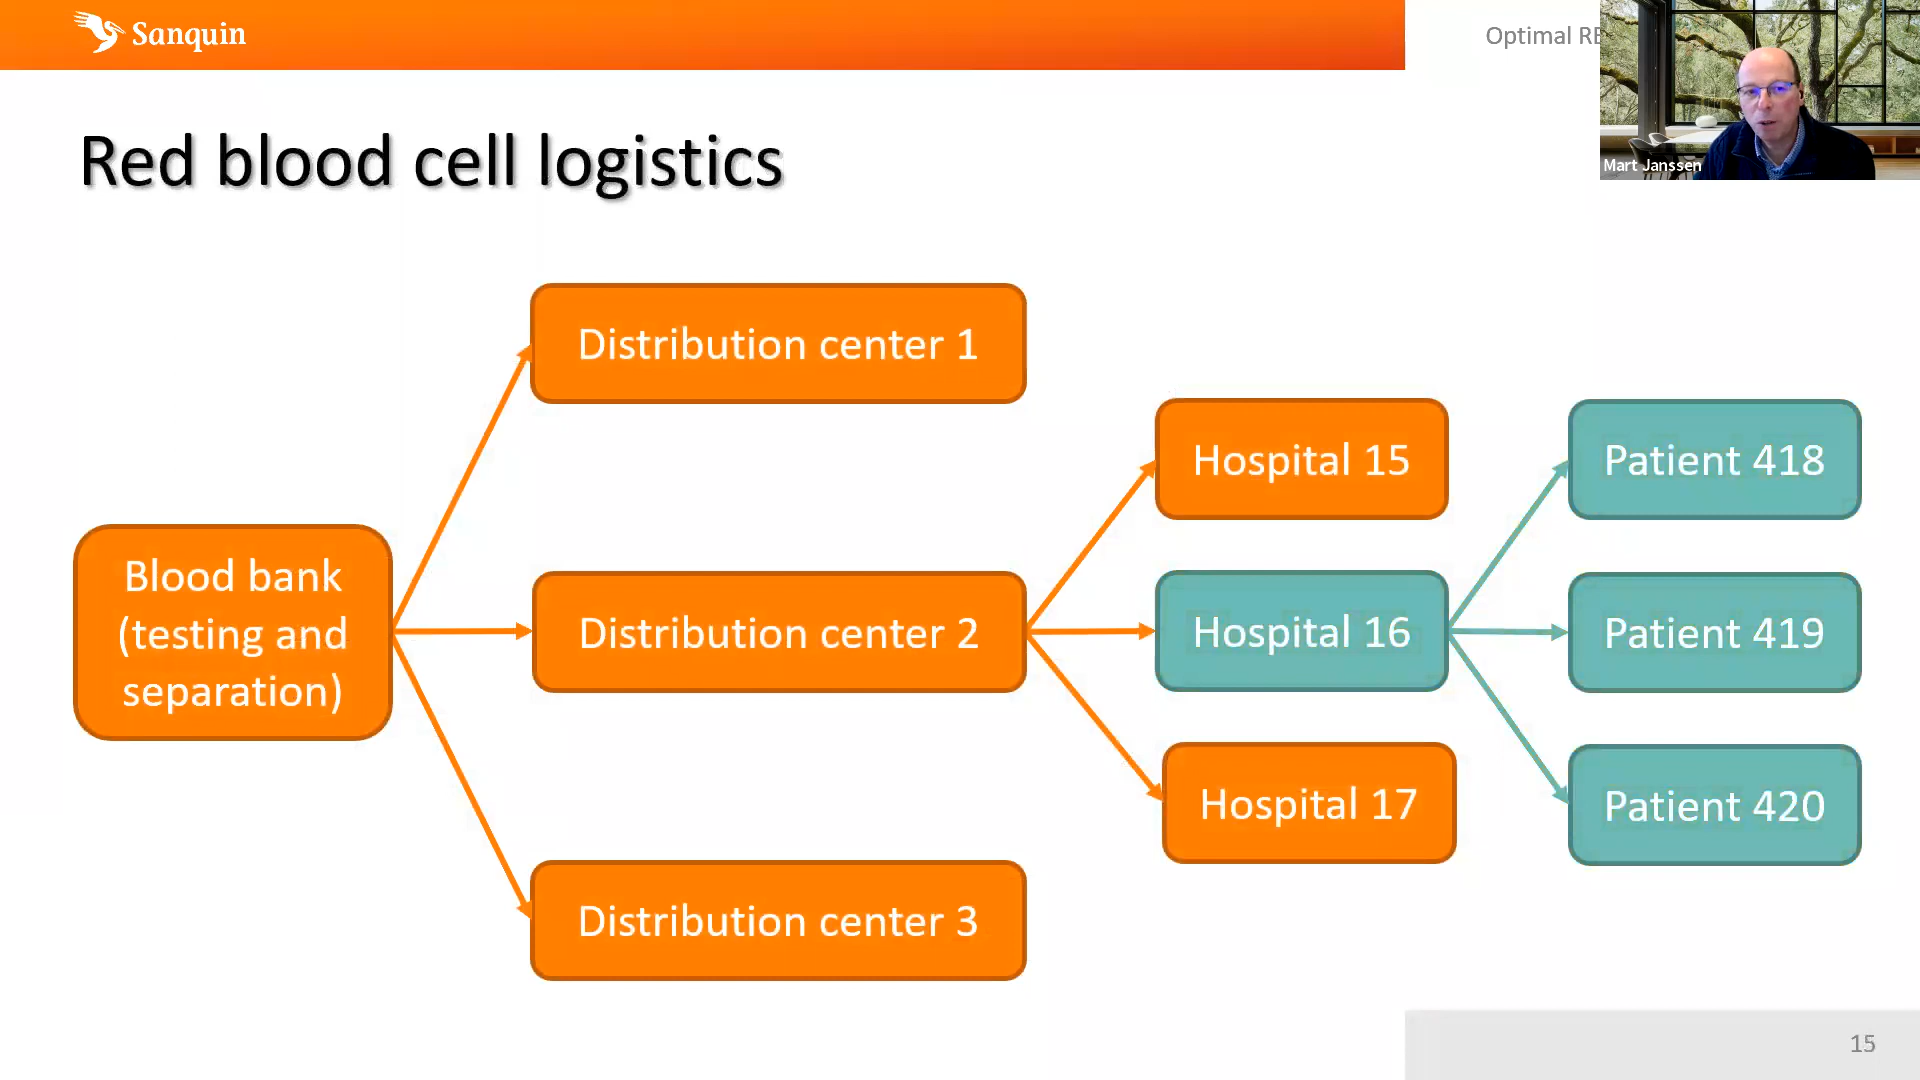 Sanquin
Optimal RE
Mart Janssen
Red blood cell logistics
Distribution center 1
Hospital 15
Patient 418
Blood bank
(testing and
separation)
Distribution center 2
Hospital 16
Patient 419
Hospital 17
Patient 420
Distribution center 3
15